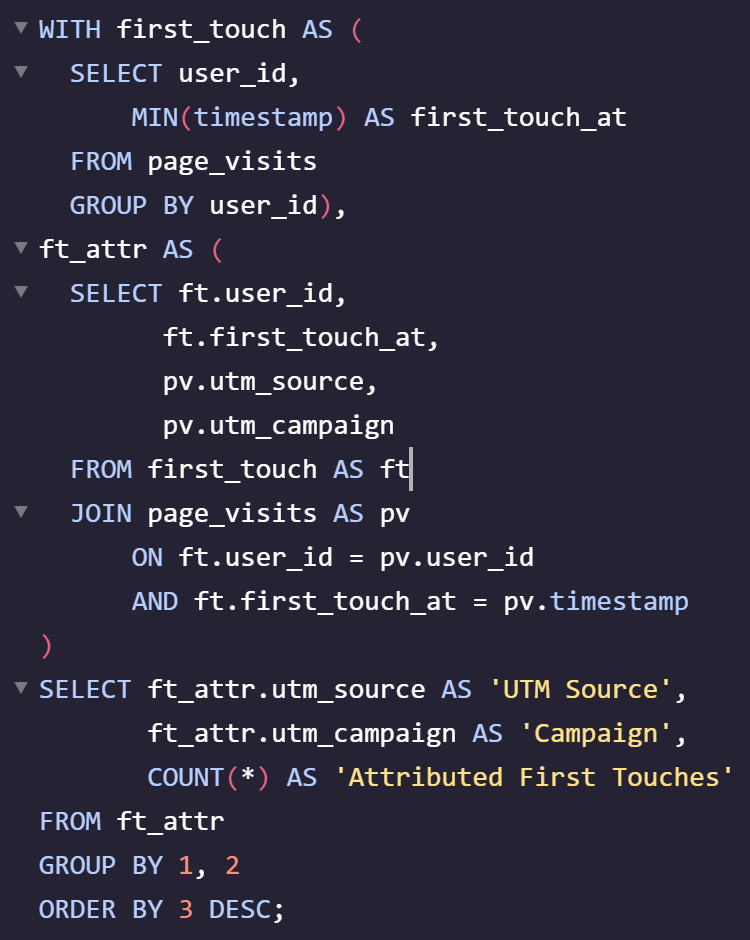 WITH first_touch AS (
SELECT user_id,
MIN(timestamp) AS first_touch_at
FROM page_visits
GROUP BY user_id),
ft_attr AS (
SELECT ft.user_id,
ft.first_touch_at,
pv.utm_source,
pv.utm_campaign
FROM first_touch AS ft
JOIN page_visits AS pv
ON ft.user_id = pv.user_id
AND ft.first_touch_at = pv.timestamp
)
SELECT ft_attr.utm_source AS 'UTM Source',
ft_attr.utm_campaign AS 'Campaign',
COUNT(*) AS 'Attributed First Touches'
FROM ft_attr
GROUP BY 1, 2
ORDER BY 3 DESC;